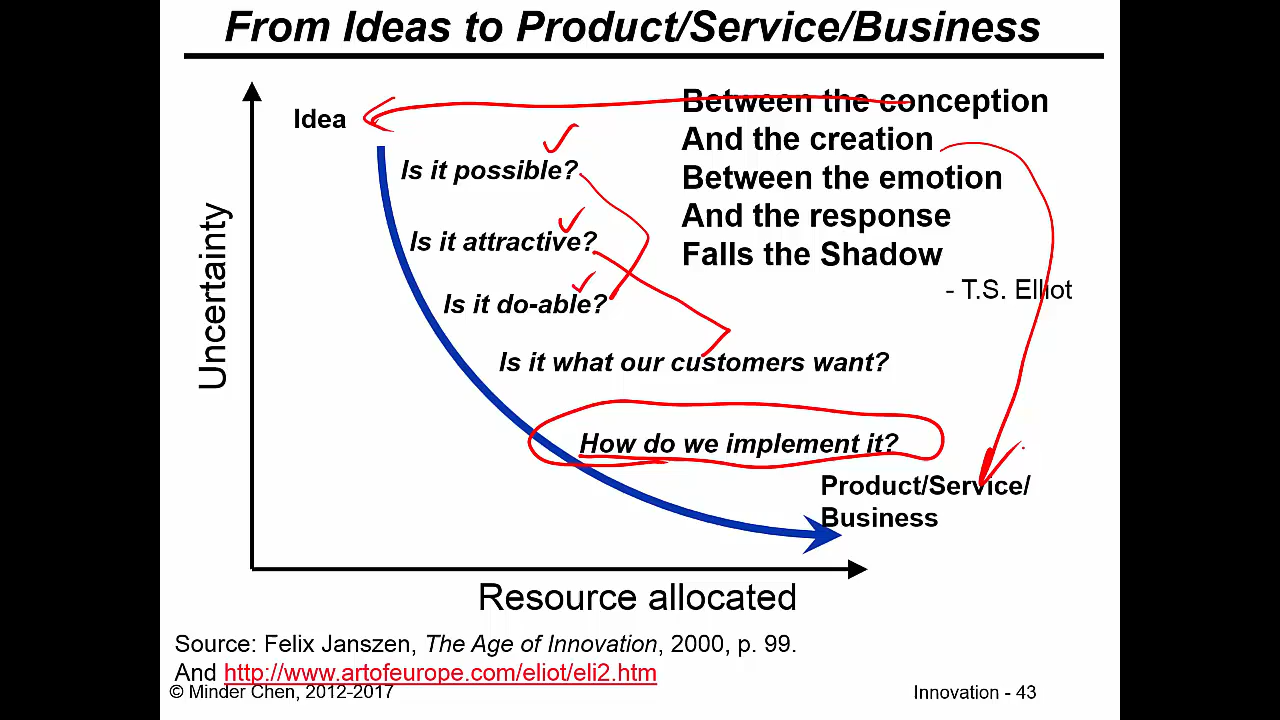 From Ideas to Product/Service/Business
Idea
Between the conception
And the creation
Between the emotion
And the response
Falls the Shadow
- T.S. Elliot
Is it possible?
Is it attractive?
Is it do-able?
Is it what our customers want?
How do we implement it?
Product/Service/
Business
Uncertainty
Resource allocated
Source: Felix Janszen, The Age of Innovation, 2000, p. 99.
And http://www.artofeurope.com/eliot/eli2.htm
© Minder Chen, 2012-2017
Innovation - 43